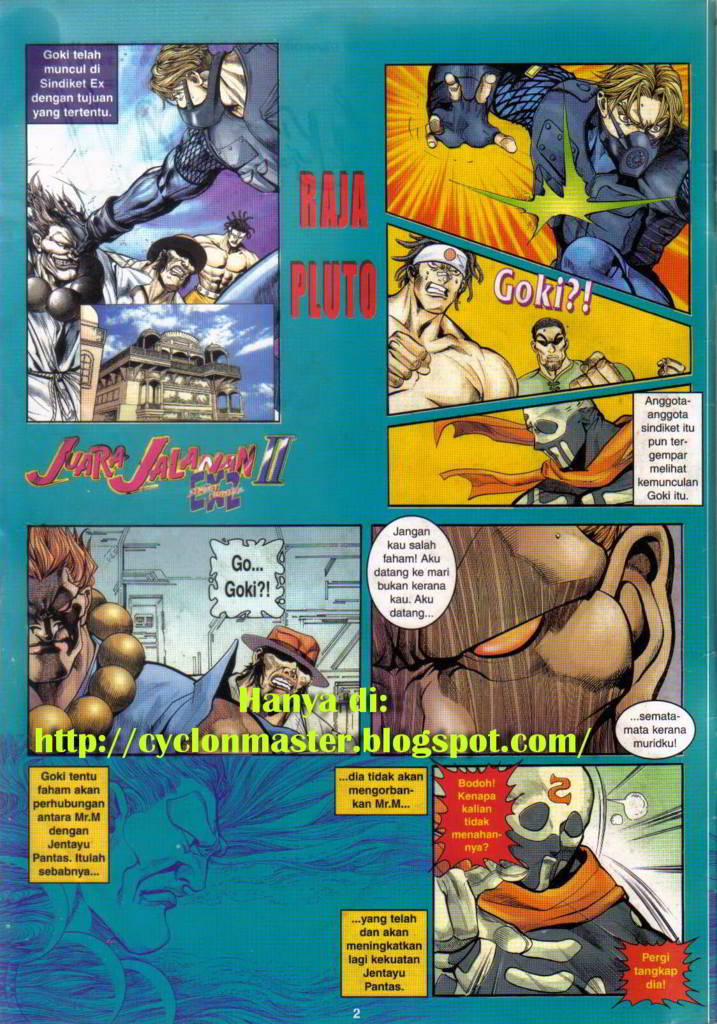 Goki telah
muncul di
Sindiket Ex
dengan tujuan
yang tertentu.
RAJA
PLUTO
Goki?!
Anggota-
anggota
sindiket itu
pun ter-
gempar
melihat
kemunculan
Goki itu.
JUARA JALANAN II
EX2
Go...
Goki?!
Jangan
kau salah
faham! Aku
datang ke mari
bukan kerana
kau. Aku
datang...
...semata-
mata kerana
muridku!
Hanya di:
http://cyclonmaster.blogspot.com/
Goki tentu
faham akan
perhubungan
antara Mr.M
dengan
Jentayu
Pantas. Itulah
sebabnya...
...dia tidak akan
mengorban-
kan Mr.M...
...yang telah
dan akan
meningkatkan
lagi kekuatan
Jentayu
Pantas.
Bodoh!
Kenapa
kalian
tidak
menahan-
nya?
S
Pergi
tangkap
dia!
2